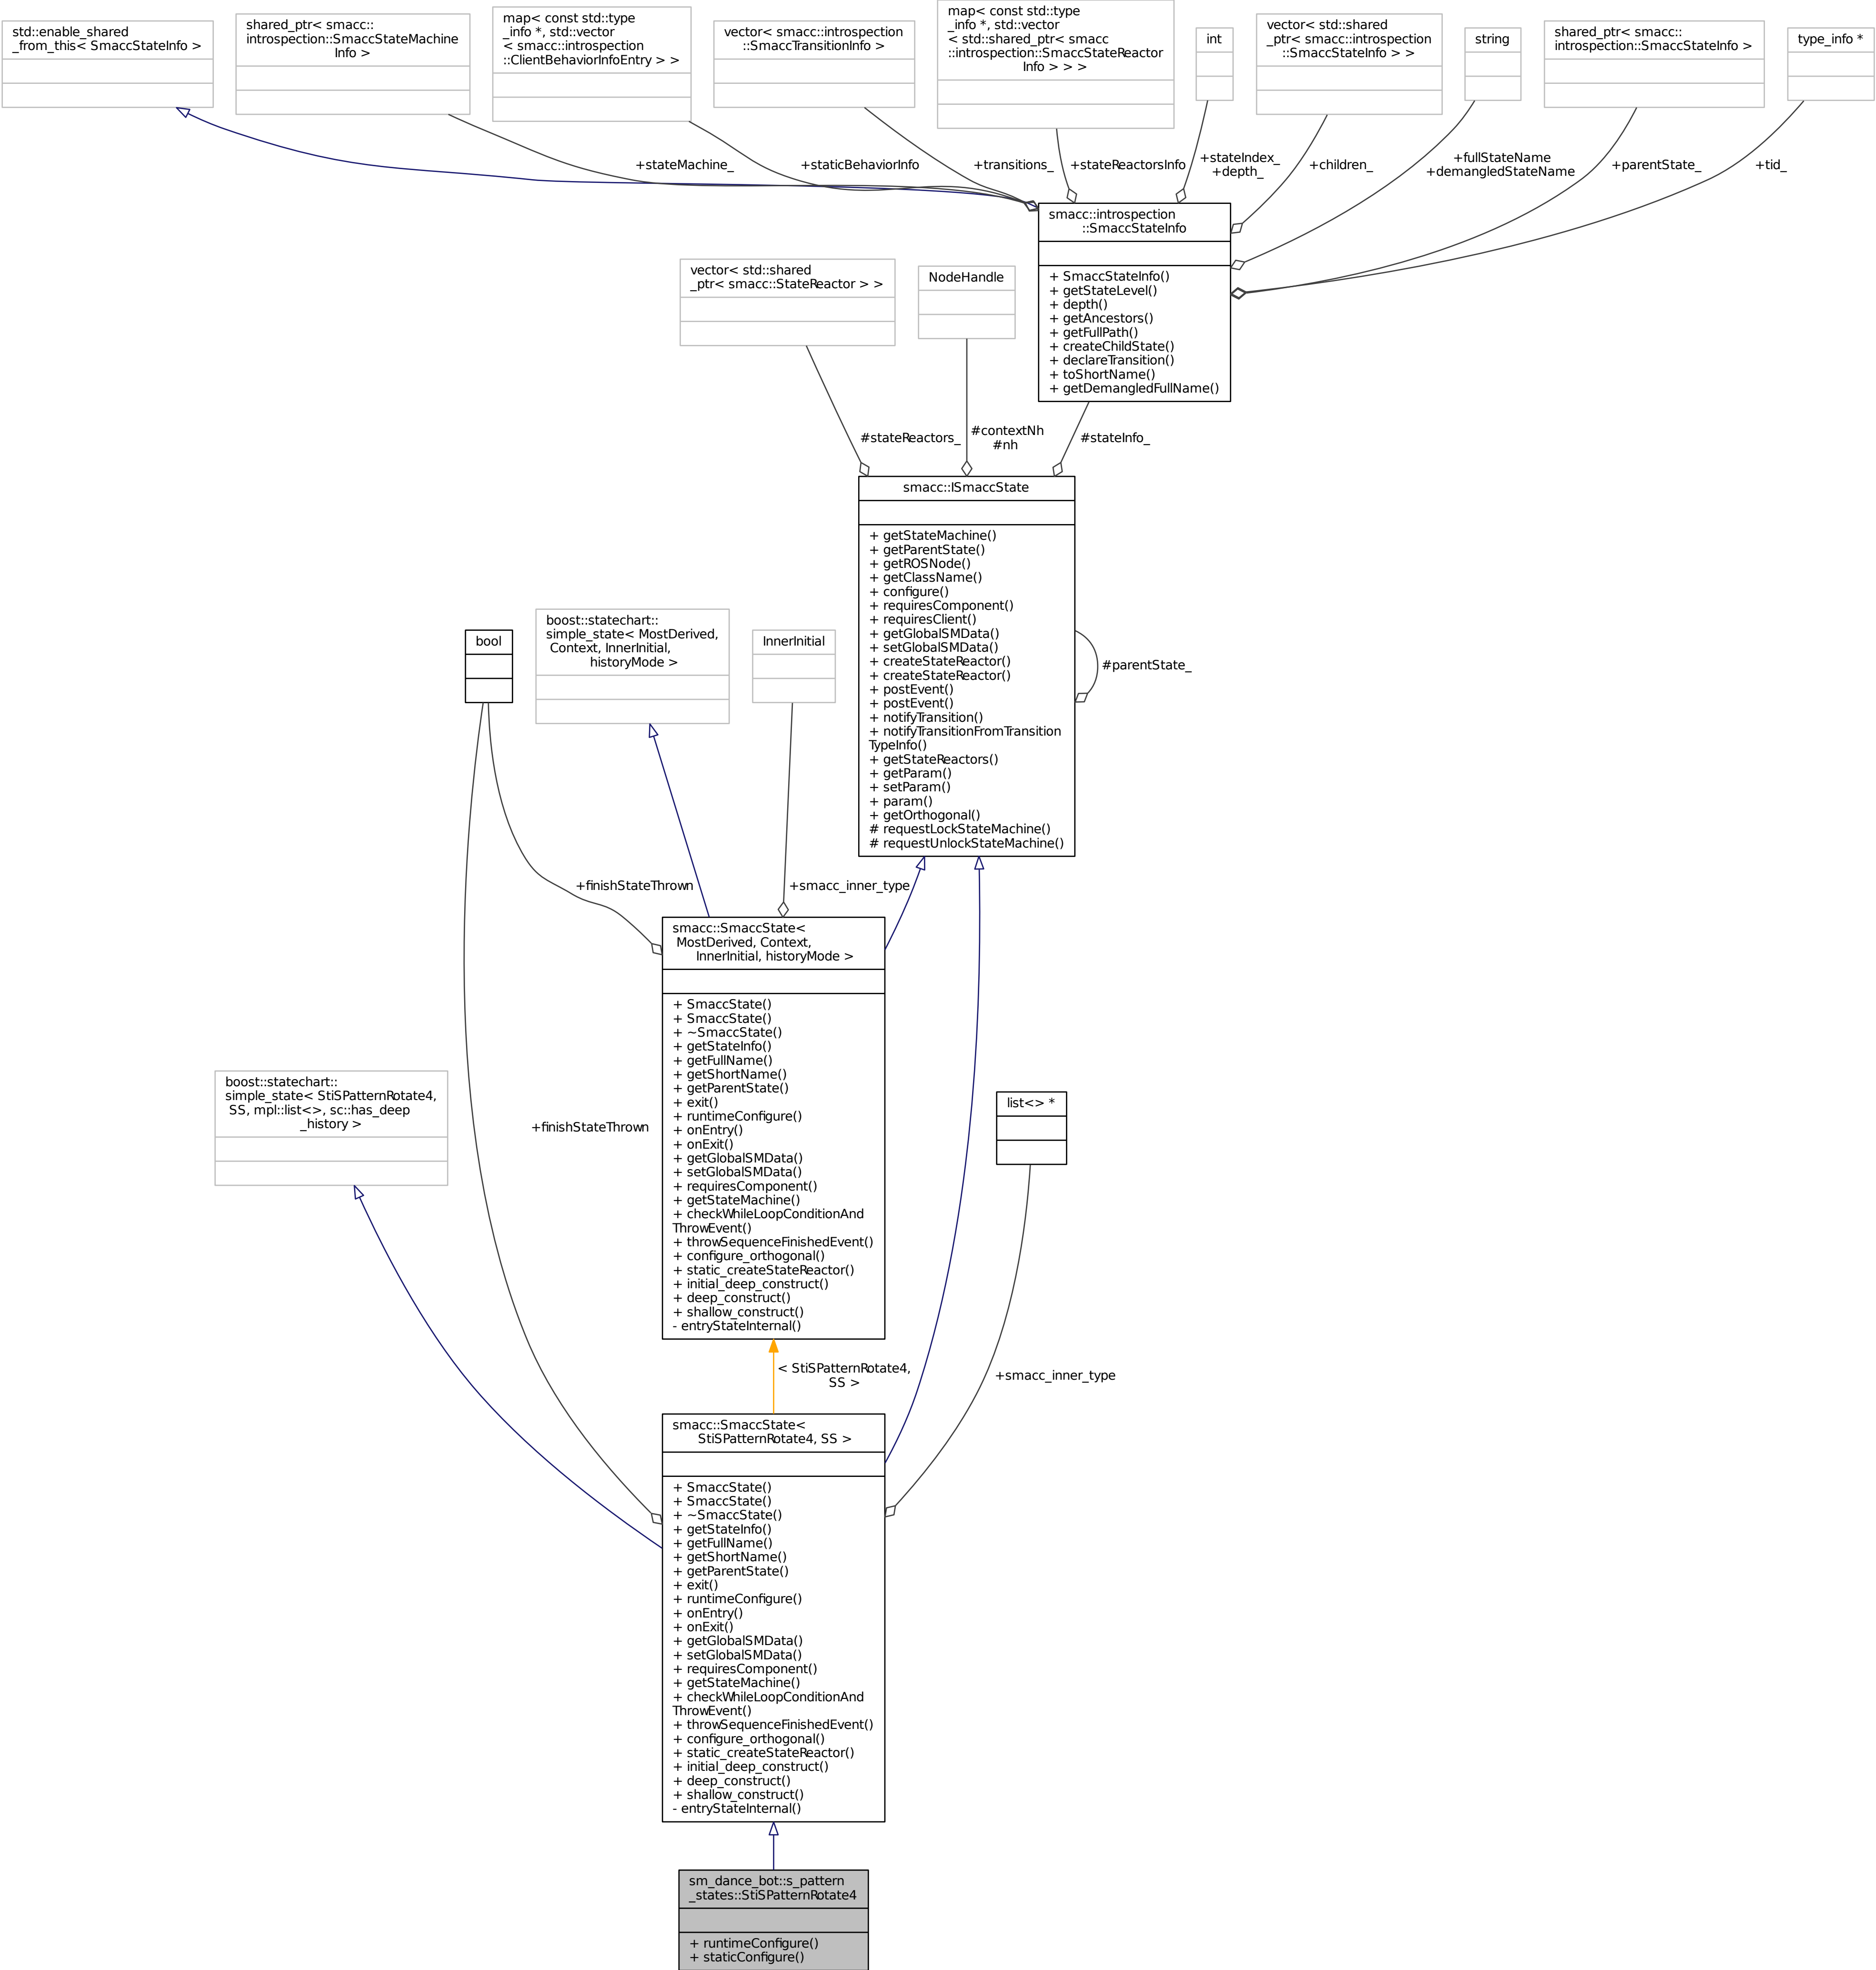 std::enable_shared
_from_this< SmaccStateInfo >
shared_ptr< smacc::
introspection::SmaccStateMachine
Info >
map< const std::type
_info *, std::vector
< smacc::introspection
::ClientBehaviorInfoEntry > >
vector< smacc::introspection
::SmaccTransitionInfo >
map< const std::type
_info *, std::vector
< std::shared_ptr< smacc
::introspection::SmaccStateReactor
Info > > >
int
vector< std::shared
_ptr< smacc::introspection
::SmaccStateInfo > >
string
shared_ptr< smacc::
introspection::SmaccStateInfo >
type_info *
+stateMachine_
+staticBehaviorInfo
+transitions_
+stateReactorsInfo
+stateIndex_
+depth_
+children_
+fullStateName
+demangledStateName
+parentState_
+tid_
smacc::introspection
::SmaccStateInfo
+ SmaccStateInfo()
+ getStateLevel()
+ depth()
+ getAncestors()
+ getFullPath()
+ createChildState()
+ declareTransition()
+ toShortName()
+ getDemangledFullName()
vector< std::shared
_ptr< smacc::StateReactor > >
NodeHandle
#stateReactors_
#contextNh
#nh
#stateInfo_
smacc::ISmaccState
+ getStateMachine()
+ getParentState()
+ getROSNode()
+ getClassName()
+ configure()
+ requiresComponent()
+ requiresClient()
+ getGlobalSMData()
+ setGlobalSMData()
+ createStateReactor()
+ createStateReactor()
+ postEvent()
+ postEvent()
+ notifyTransition()
+ notifyTransitionFromTransition
TypeInfo()
+ getStateReactors()
+ getParam()
+ setParam()
+ param()
+ getOrthogonal()
# requestLockStateMachine()
# requestUnlockStateMachine()
#parentState_
bool
boost::statechart::
simple_state< MostDerived,
Context, InnerInitial,
historyMode >
InnerInitial
+finishStateThrown
+smacc_inner_type
smacc::SmaccState<
MostDerived, Context,
InnerInitial, historyMode >
+ SmaccState()
+ SmaccState()
+ ~SmaccState()
+ getStateInfo()
+ getFullName()
+ getShortName()
+ getParentState()
+ exit()
+ runtimeConfigure()
+ onEntry()
+ onExit()
+ getGlobalSMData()
+ setGlobalSMData()
+ requiresComponent()
+ getStateMachine()
+ checkWhileLoopConditionAnd
ThrowEvent()
+ throwSequenceFinishedEvent()
+ configure_orthogonal()
+ static_createStateReactor()
+ initial_deep_construct()
+ deep_construct()
+ shallow_construct()
- entryStateInternal()
boost::statechart::
simple_state< StiSPatternRotate4,
SS, mpl::list<>, sc::has_deep
_history >
+finishStateThrown
list<> *
< StiSPatternRotate4,
SS >
+smacc_inner_type
smacc::SmaccState<
StiSPatternRotate4, SS >
+ SmaccState()
+ SmaccState()
+ ~SmaccState()
+ getStateInfo()
+ getFullName()
+ getShortName()
+ getParentState()
+ exit()
+ runtimeConfigure()
+ onEntry()
+ onExit()
+ getGlobalSMData()
+ setGlobalSMData()
+ requiresComponent()
+ getStateMachine()
+ checkWhileLoopConditionAnd
ThrowEvent()
+ throwSequenceFinishedEvent()
+ configure_orthogonal()
+ static_createStateReactor()
+ initial_deep_construct()
+ deep_construct()
+ shallow_construct()
- entryStateInternal()
sm_dance_bot::s_pattern
_states::StiSPatternRotate4
+ runtimeConfigure()
+ staticConfigure()